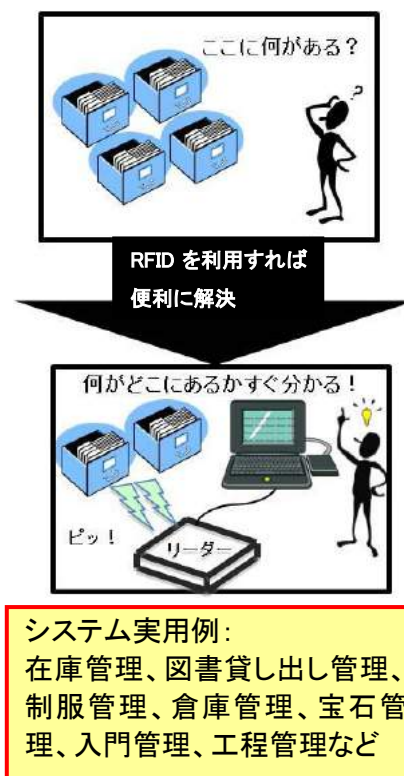 ここに何がある？
?
RFID を利用すれば
便利に解決
何がどこにあるかすぐ分かる！
ピッ！
リーダー
システム実用例：
在庫管理、図書貸し出し管理、
制服管理、倉庫管理、宝石管
理、入門管理、工程管理など